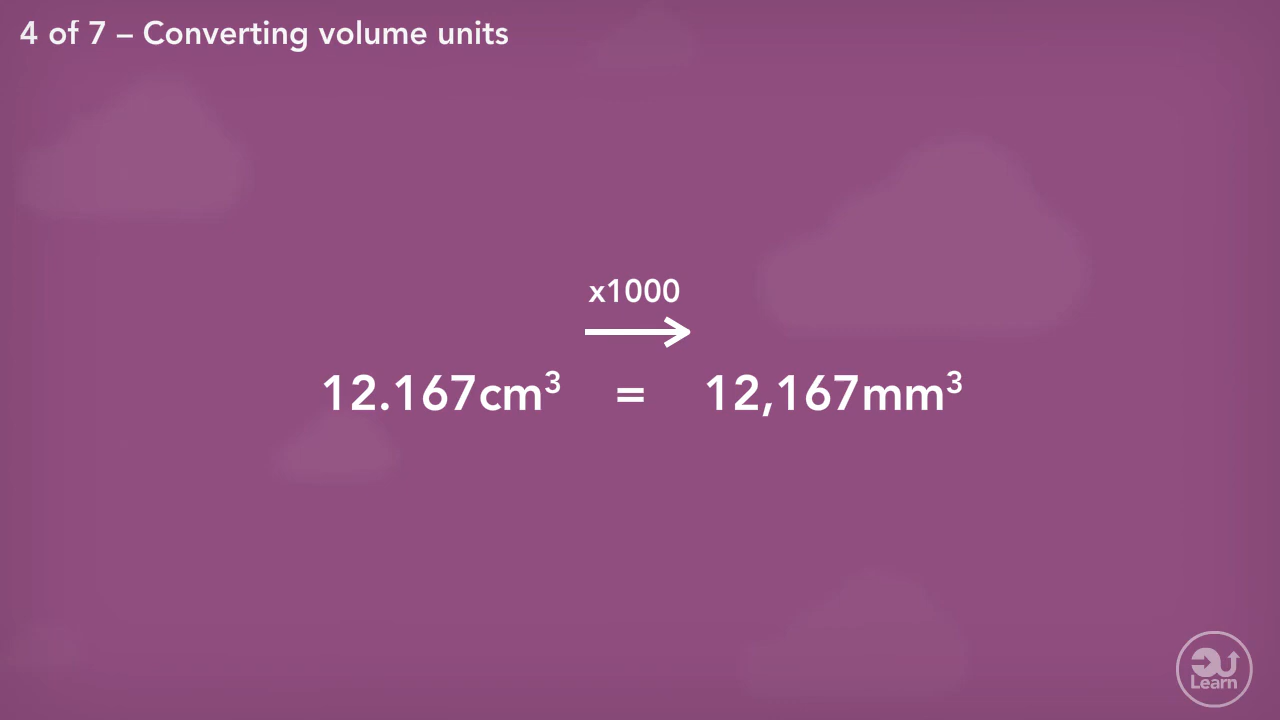 4 of 7 – Converting volume units
x1000
12.167cm³ = 12,167mm³
Learn